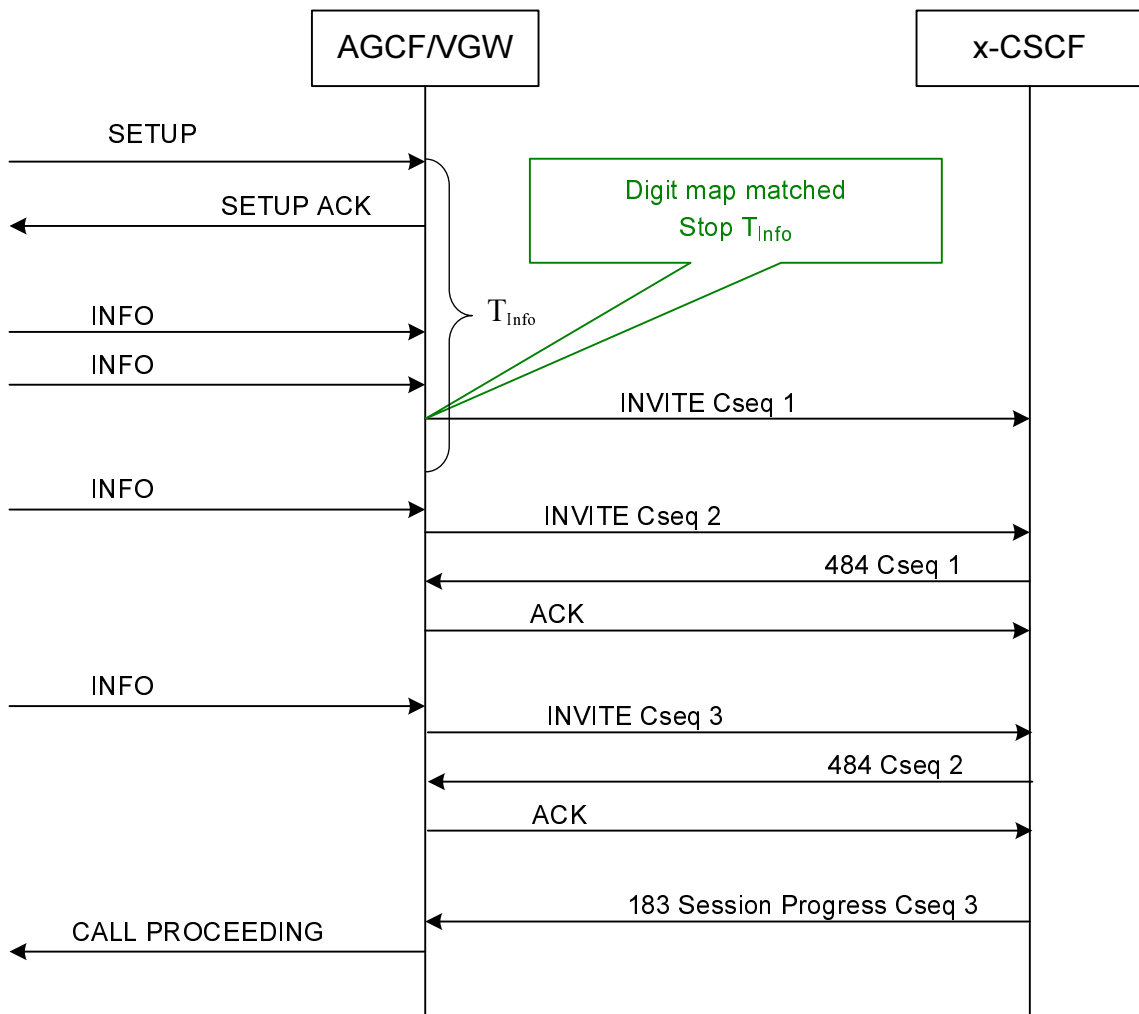 AGCF/VGW
x-CSCF
SETUP
Digit map matched
Stop TInfo
SETUP ACK
TInfo
INFO
INFO
INVITE Cseq 1
INFO
INVITE Cseq 2
484 Cseq 1
ACK
INFO
INVITE Cseq 3
484 Cseq 2
ACK
183 Session Progress Cseq 3
CALL PROCEEDING